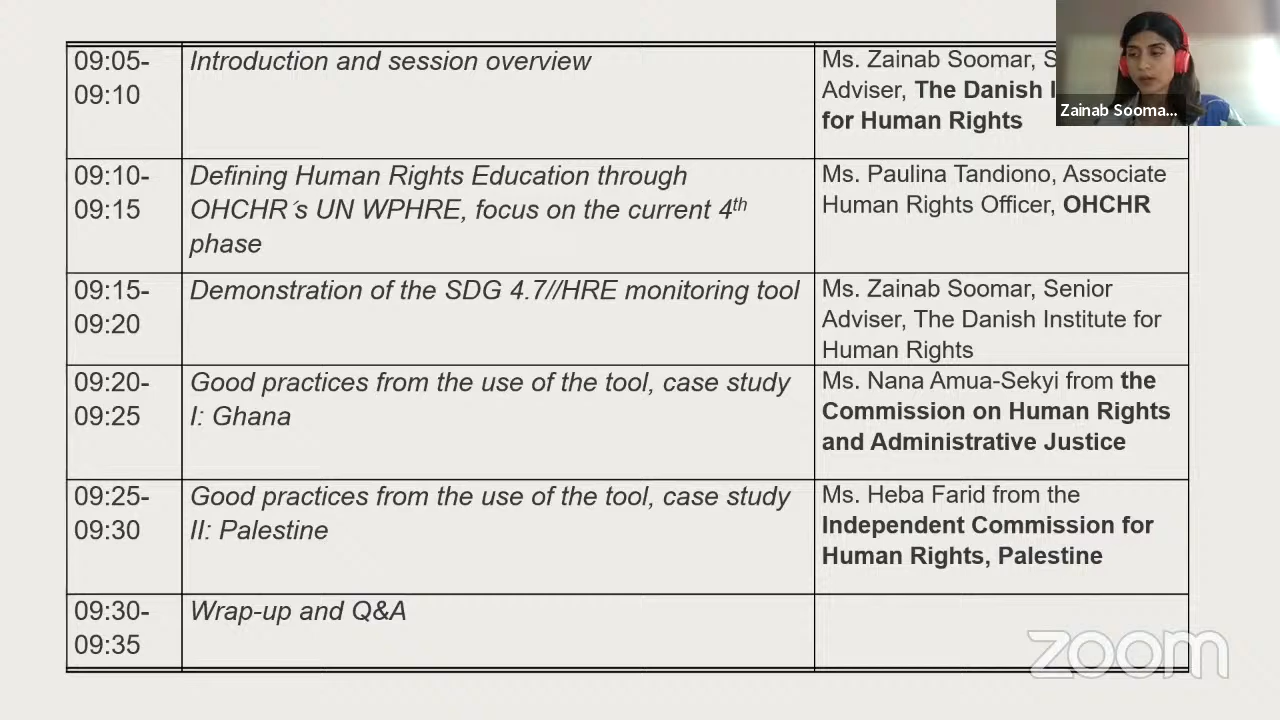 09:05-
09:10
Introduction and session overview
Ms. Zainab Soomar,
Adviser, The Danish
for Human Rights
Zainab Sooma...
09:10-
09:15
Defining Human Rights Education through
OHCHR´s UN WPHRE, focus on the current 4th
phase
Ms. Paulina Tandiono, Associate
Human Rights Officer, OHCHR
09:15-
09:20
Demonstration of the SDG 4.7//HRE monitoring tool
Ms. Zainab Soomar, Senior
Adviser, The Danish Institute for
Human Rights
09:20-
09:25
Good practices from the use of the tool, case study
I: Ghana
Ms. Nana Amua-Sekyi from the
Commission on Human Rights
and Administrative Justice
09:25-
09:30
Good practices from the use of the tool, case study
II: Palestine
Ms. Heba Farid from the
Independent Commission for
Human Rights, Palestine
09:30-
09:35
Wrap-up and Q&A
zoom